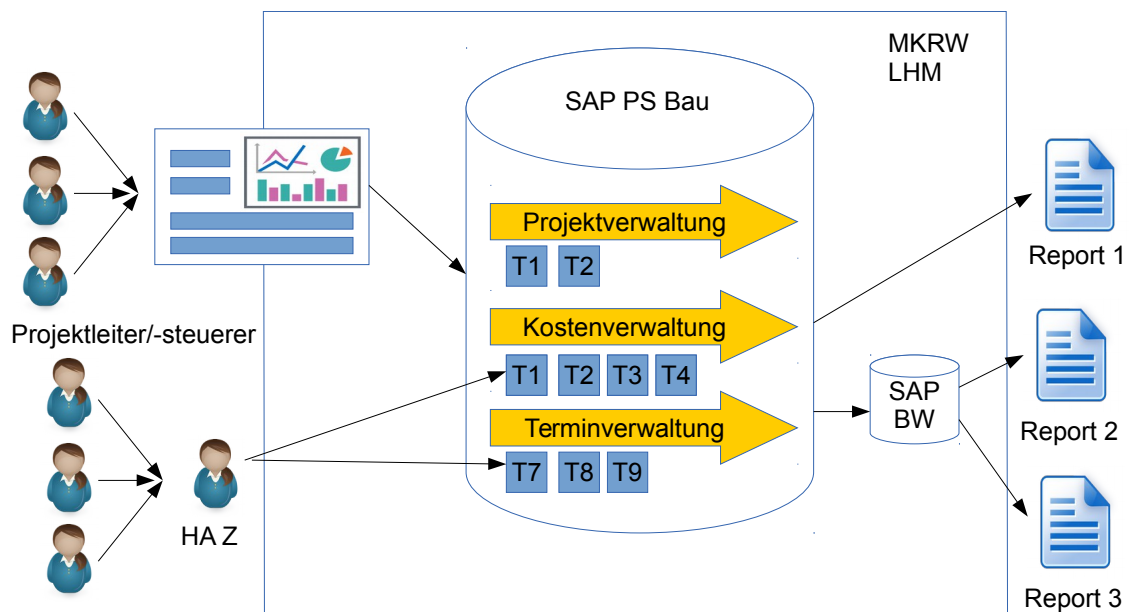 MKRW
LHM
SAP PS Bau
Projektverwaltung
T1 T2
Report 1
Projektleiter/-steuerer
Kostenverwaltung
T1 T2 T3 T4
SAP
BW
Terminverwaltung
Report 2
T7 T8 T9
HA Z
Report 3